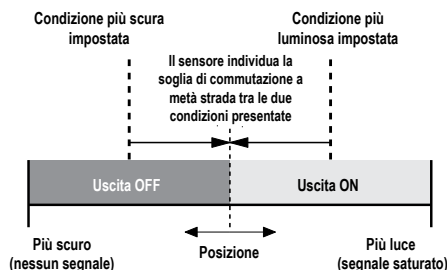 Condizione più scura
impostata
Condizione più
luminosa impostata
Il sensore individua la
soglia di commutazione a
metà strada tra le due
condizioni presentate
Uscita OFF
Uscita ON
Più scuro
(nessun segnale)
Posizione
Più luce
(segnale saturato)